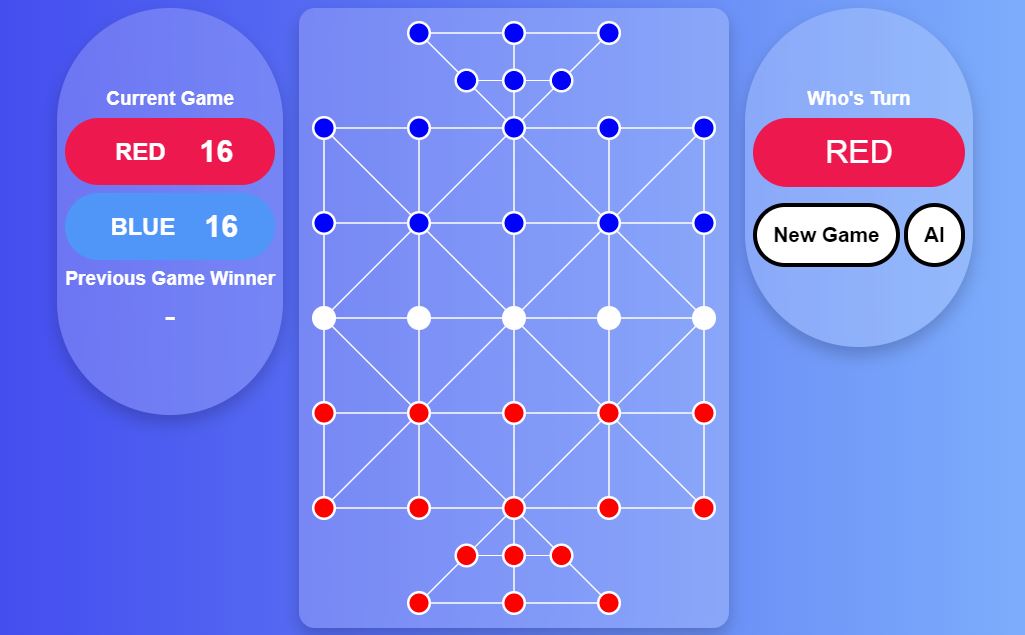 Current Game
RED 16
BLUE 16
Previous Game Winner
-
Who's Turn
RED
New Game AI